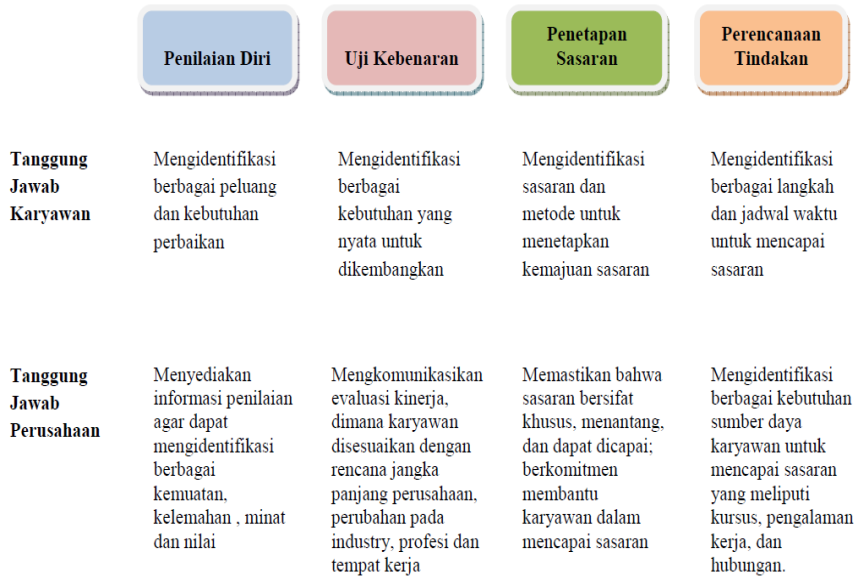 Penilaian Diri
Uji Kebenaran
Penetapan
Sasaran
Perencanaan
Tindakan
Tanggung
Jawab
Karyawan
Mengidentifikasi
berbagai peluang
dan kebutuhan
perbaikan
Mengidentifikasi
berbagai
kebutuhan yang
nyata untuk
dikembangkan
Mengidentifikasi
sasaran dan
metode untuk
menetapkan
kemajuan sasaran
Mengidentifikasi
berbagai langkah
dan jadwal waktu
untuk mencapai
sasaran
Tanggung
Jawab
Perusahaan
Menyediakan
informasi penilaian
agar dapat
mengidentifikasi
berbagai
kemuatan,
kelemahan , minat
dan nilai
Mengkomunikasikan
evaluasi kinerja,
dimana karyawan
disesuaikan dengan
rencana jangka
panjang perusahaan,
perubahan pada
industry, profesi dan
tempat kerja
Memastikan bahwa
sasaran bersifat
khusus, menantang,
dan dapat dicapai;
berkomitmen
membantu
karyawan dalam
mencapai sasaran
Mengidentifikasi
berbagai kebutuhan
sumber daya
karyawan untuk
mencapai sasaran
yang meliputi
kursus, pengalaman
kerja, dan
hubungan.